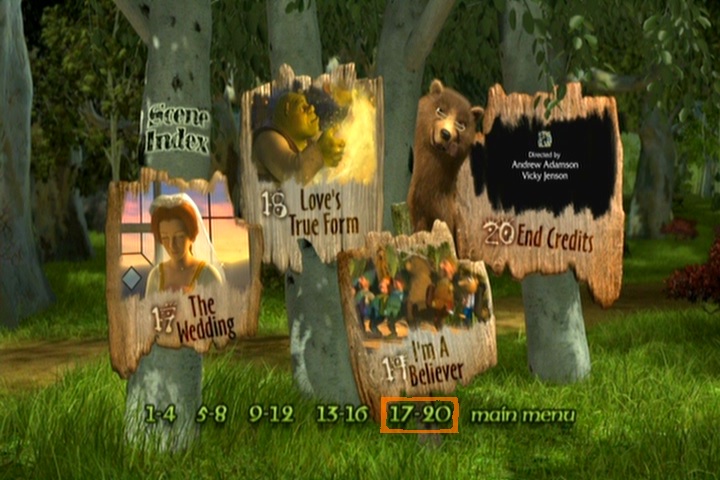 Scene
Index
17 The
Wedding
18 Love's
True Form
19 I'm A
Believer
Directed by
Andrew Adamson
Vicky Jenson
20 End Credits
1-4 5-8 9-12 13-16 17-20 main menu